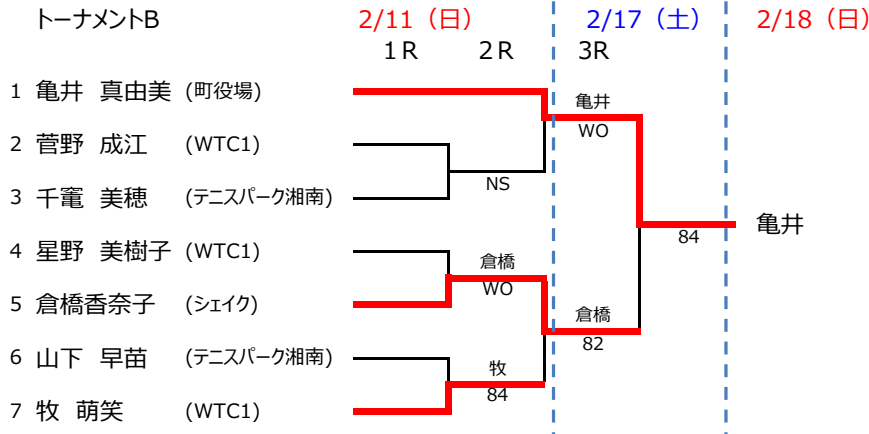 トーナメントB 2/11（日） 2/17（土） 2/18（日）
1R 2R 3R
1 亀井 真由美 (町役場)
亀井
WO
2 菅野 成江 (WTC1)
NS
3 千竃 美穂 (テニスパーク湘南)
亀井
84
4 星野 美樹子 (WTC1)
倉橋
WO
5 倉橋香奈子 (シェイク)
倉橋
82
6 山下 早苗 (テニスパーク湘南)
牧
84
7 牧 萌笑 (WTC1)